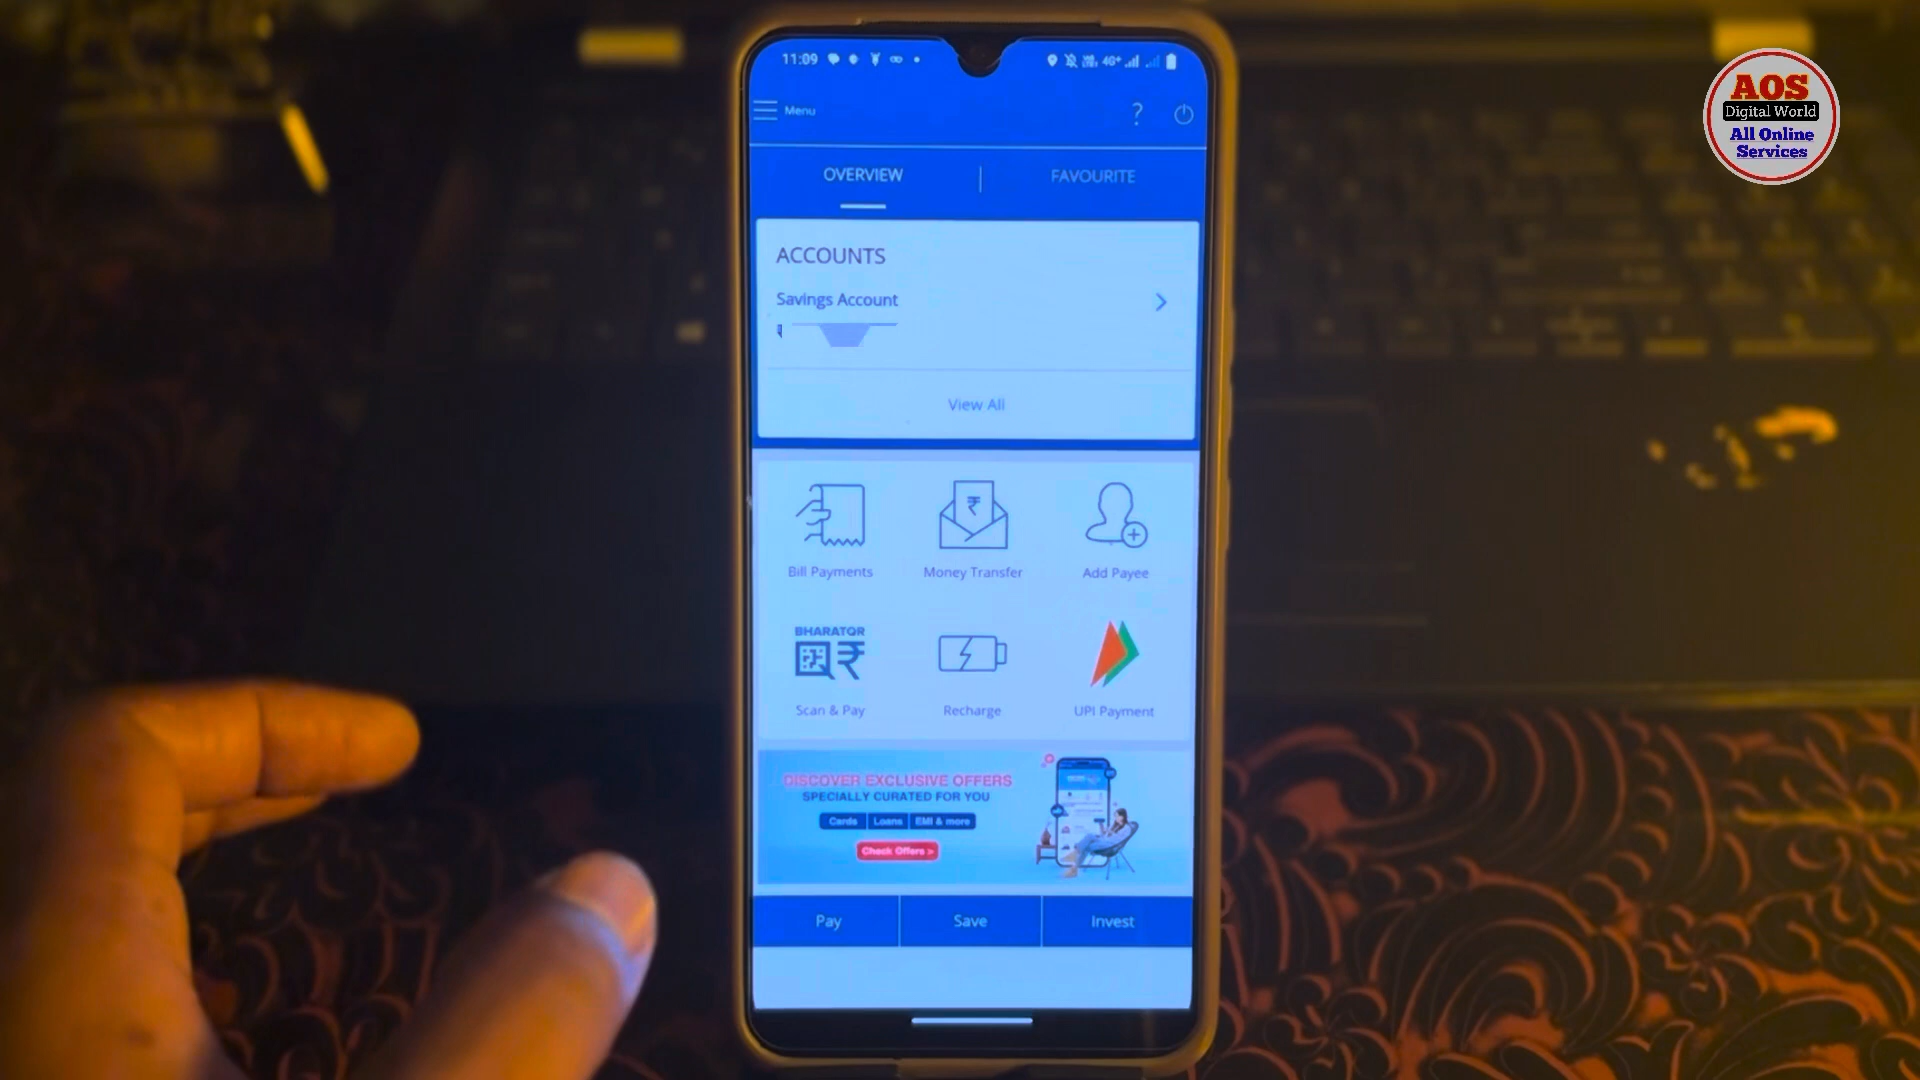 11:09
4G+
Menu
?
OVERVIEW
FAVOURITE
ACCOUNTS
Savings Account
View All
Bill Payments
Money Transfer
Add Payee
BHARATQR
Scan & Pay
Recharge
UPI Payment
DISCOVER EXCLUSIVE OFFERS
SPECIALLY CURATED FOR YOU
Cards Loans EMI & more
Check Offers >
Pay
Save
Invest
AOS
Digital World
All Online
Services